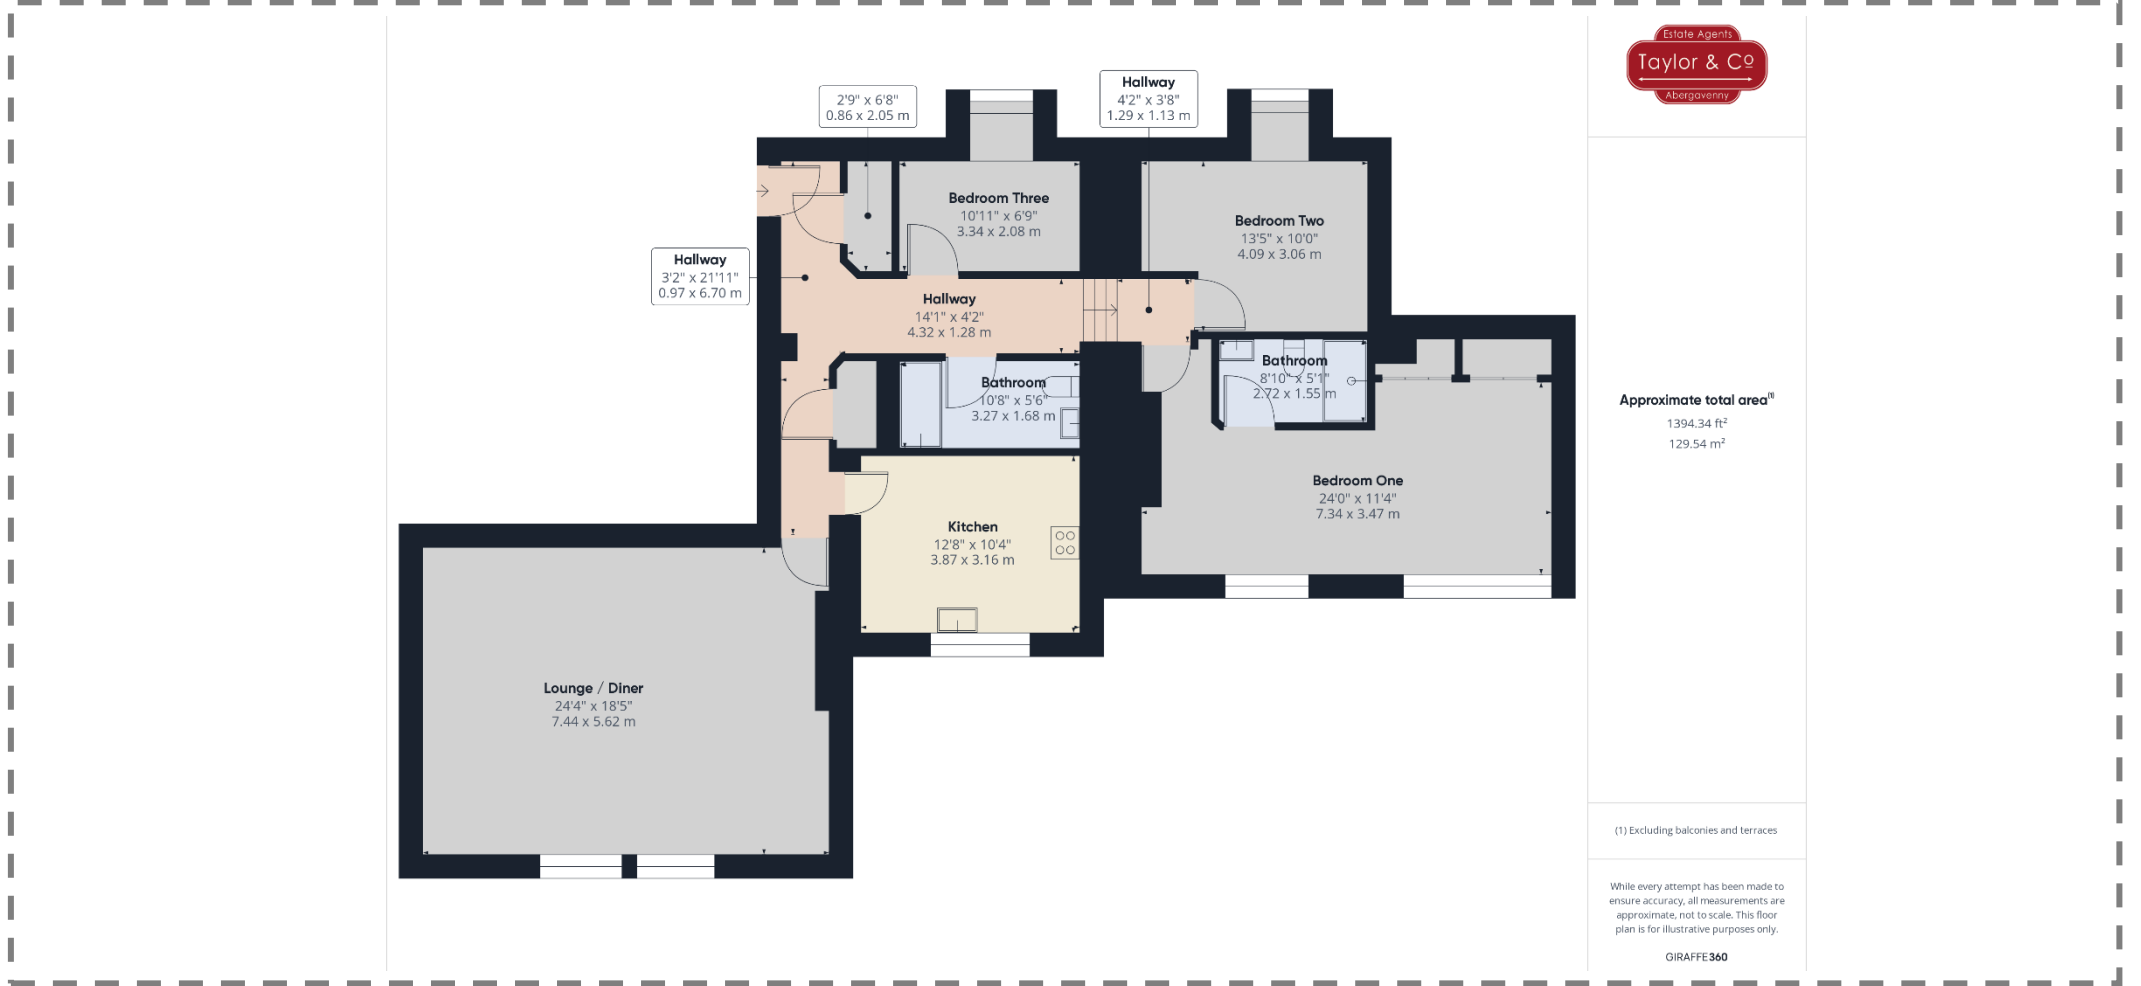 Estate Agents
Taylor & Cº
Abergavenny
2'9" x 6'8"
0.86 x 2.05 m
Hallway
4'2" x 3'8"
1.29 x 1.13 m
Bedroom Three
10'11" x 6'9"
3.34 x 2.08 m
Bedroom Two
13'5" x 10'0"
4.09 x 3.06 m
Hallway
3'2" x 21'11"
0.97 x 6.70 m
Hallway
14'1" x 4'2"
4.32 x 1.28 m
Bathroom
10'8" x 5'6"
3.27 x 1.68 m
Bathroom
8'10" x 5'1"
2.72 x 1.55 m
Bedroom One
24'0" x 11'4"
7.34 x 3.47 m
Kitchen
12'8" x 10'4"
3.87 x 3.16 m
Lounge / Diner
24'4" x 18'5"
7.44 x 5.62 m
Approximate total area⁽¹⁾
1394.34 ft²
129.54 m²
(1) Excluding balconies and terraces
While every attempt has been made to
ensure accuracy, all measurements are
approximate, not to scale. This floor
plan is for illustrative purposes only.
GIRAFFE360